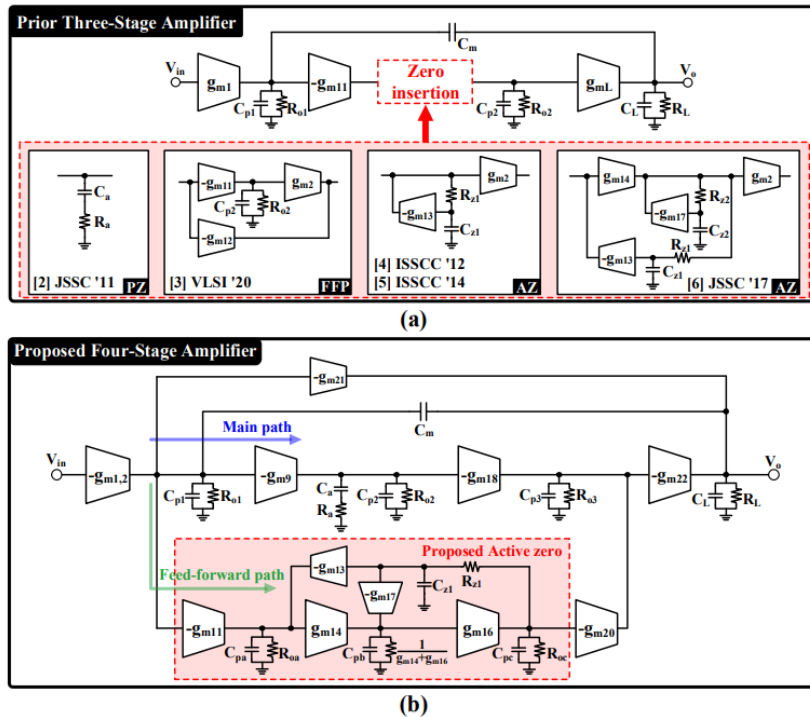 Prior Three-Stage Amplifier
Vin
gm1
Cp1
Ro1
-gm11
Cm
Zero
insertion
Cp2
Ro2
gmL
CL
RL
Vo
Ca
Ra
[2] JSSC '11
PZ
-gm11
Cp2
Ro2
gm2
-gm12
[3] VLSI '20
FFP
-gm13
Rz1
Cz1
gm2
[4] ISSCC '12
[5] ISSCC '14
AZ
gm14
-gm17
Rz2
Cz2
gm2
-gm13
Cz1
Rz1
[6] JSSC '17
AZ
(a)
Proposed Four-Stage Amplifier
-gm21
Main path
Cm
Vin
-gm1,2
Cp1
Ro1
-gm9
Ca
Ra
Cp2
Ro2
-gm18
Cp3
Ro3
-gm22
CL
RL
Vo
Feed-forward path
Proposed Active zero
-gm13
-gm17
Cz1
Rz1
-gm11
Cpa
Roa
gm14
Cpb
1
gm14+gm16
gm16
Cpc
Roc
-gm20
(b)